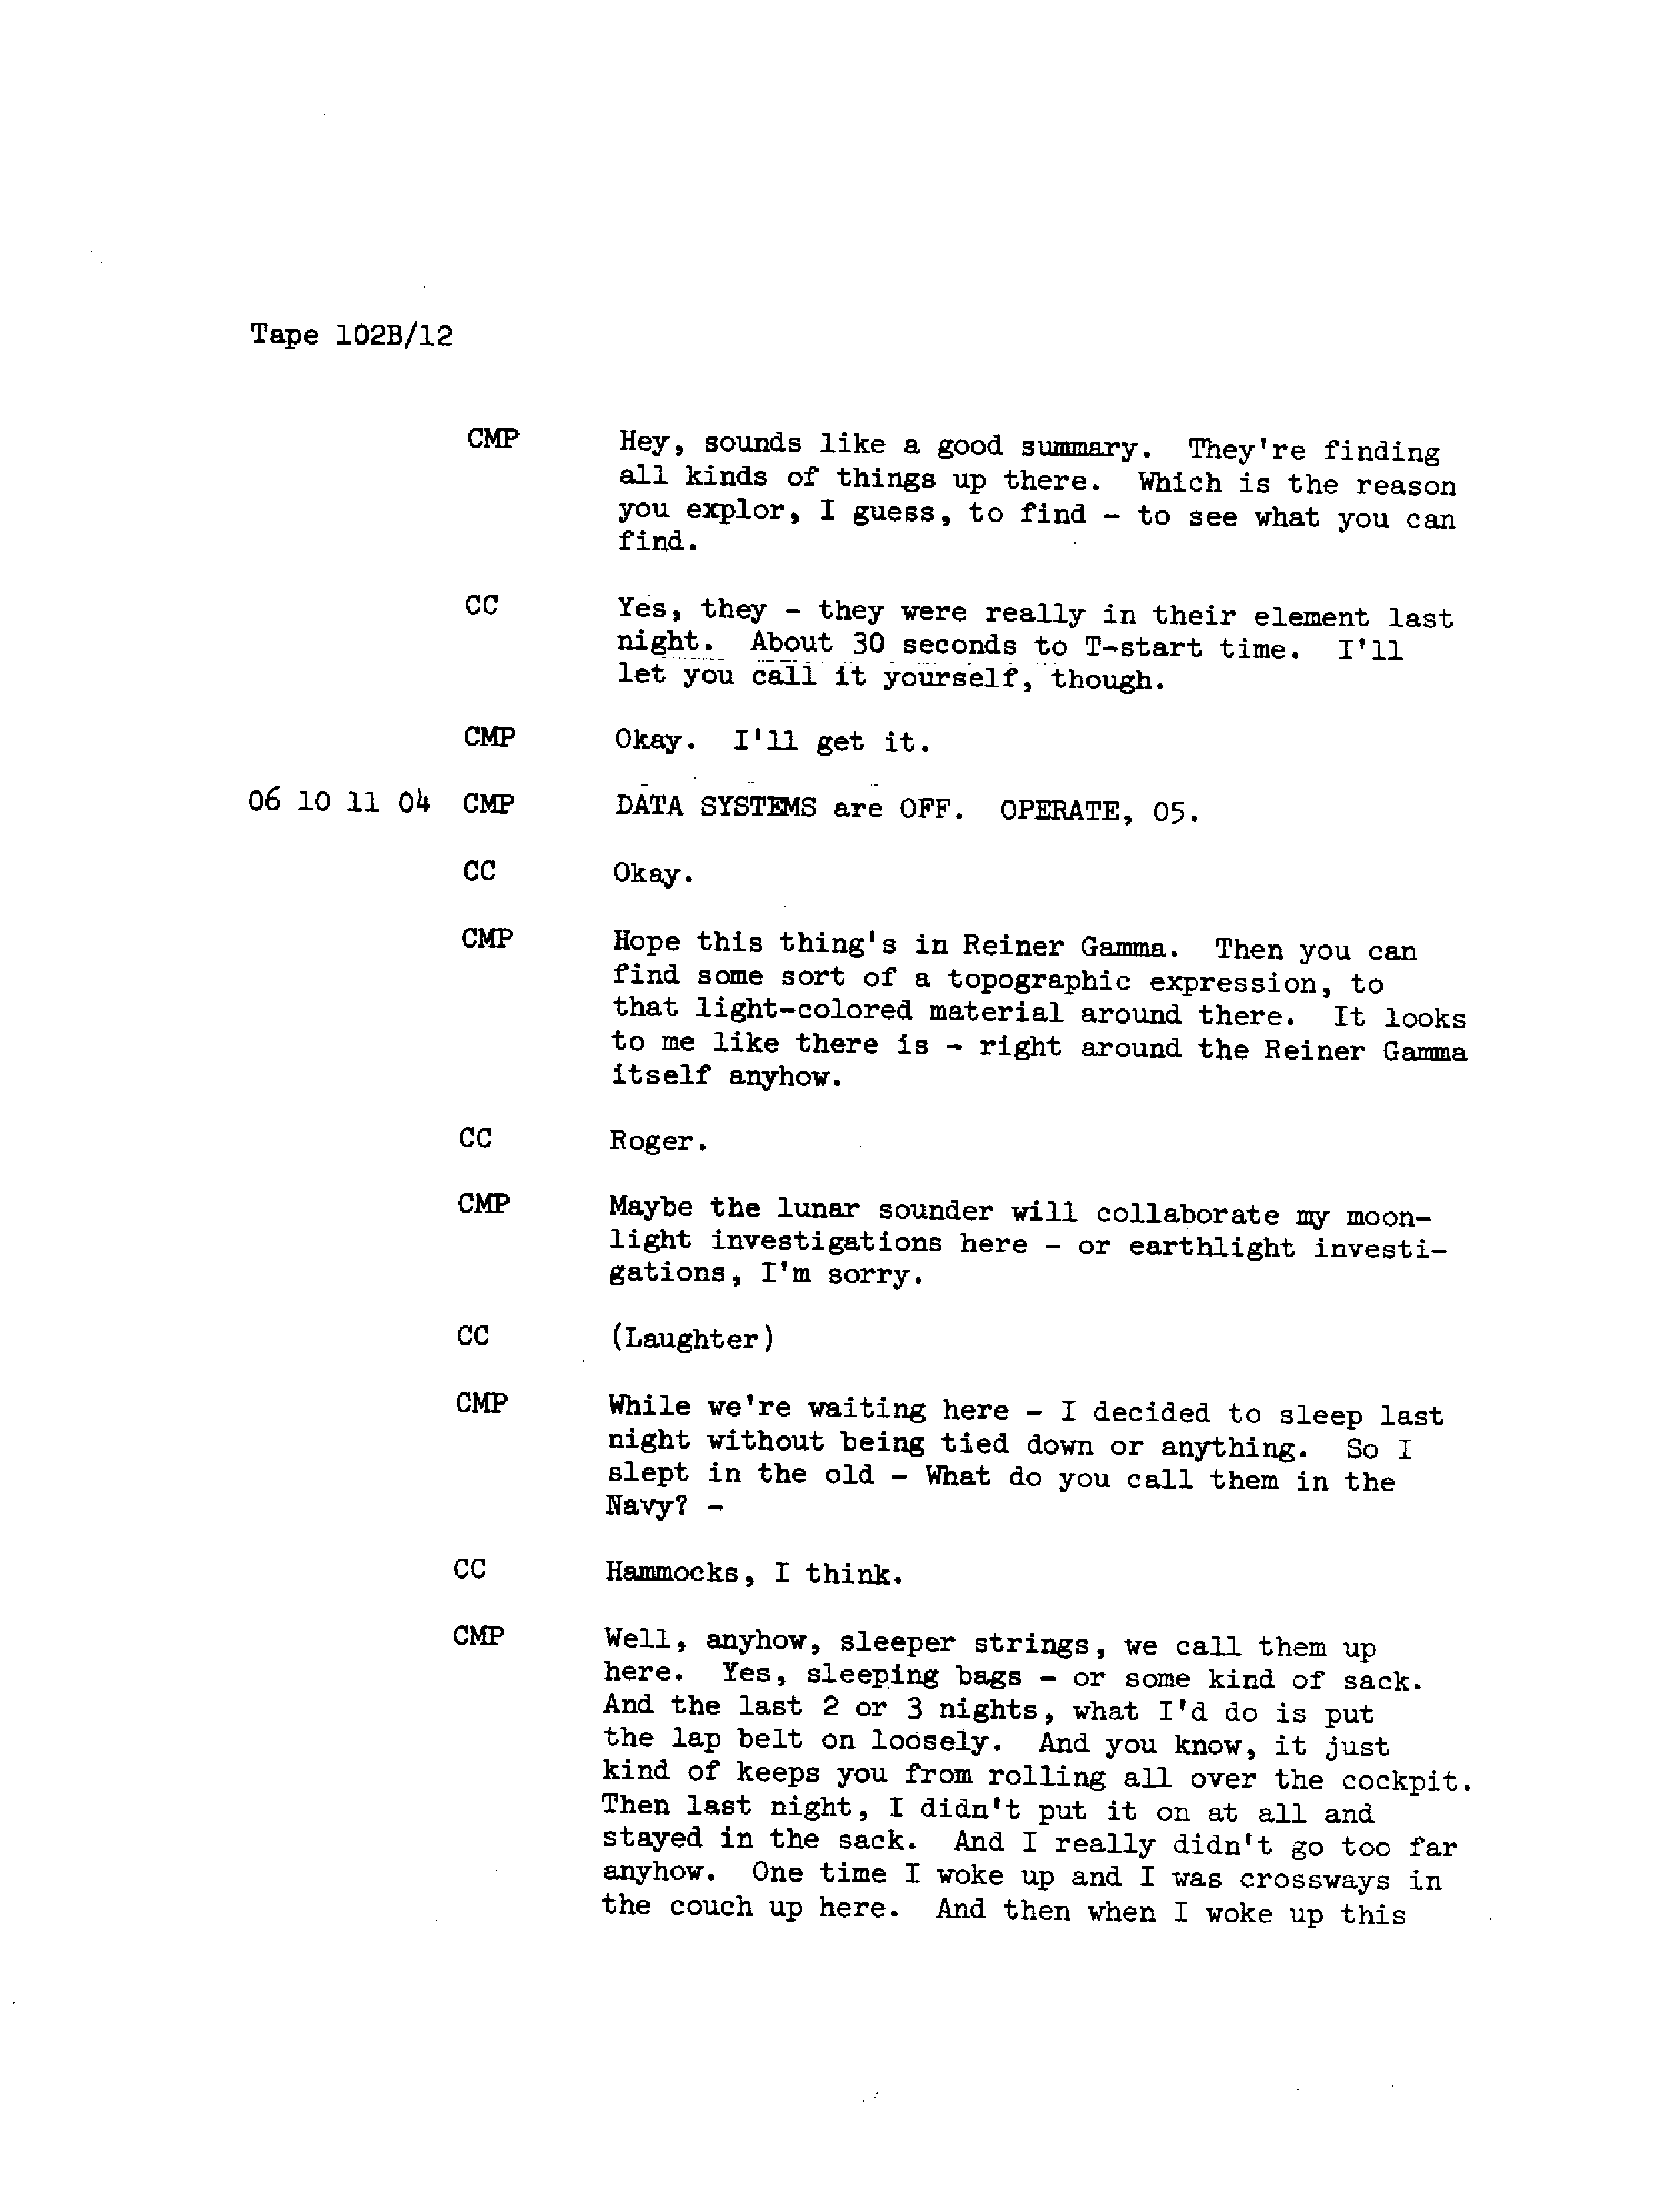 Tape 102B/12
CMP Hey, sounds like a good summary. They're finding
all kinds of things up there. Which is the reason
you explor, I guess, to find - to see what you can
find.
CC Yes, they - they were really in their element last
night. About 30 seconds to T-start time. I'll
let you call it yourself, though.
CMP Okay. I'll get it.
06 10 11 04 CMP DATA SYSTEMS are OFF. OPERATE, 05.
CC Okay.
CMP Hope this thing's in Reiner Gamma. Then you can
find some sort of a topographic expression, to
that light-colored material around there. It looks
to me like there is - right around the Reiner Gamma
itself anyhow.
CC Roger.
CMP Maybe the lunar sounder will collaborate my moon-
light investigations here - or earthlight investi-
gations, I'm sorry.
CC (Laughter)
CMP While we're waiting here - I decided to sleep last
night without being tied down or anything. So I
slept in the old - What do you call them in the
Navy? -
CC Hammocks, I think.
CMP Well, anyhow, sleeper strings, we call them up
here. Yes, sleeping bags - or some kind of sack.
And the last 2 or 3 nights, what I'd do is put
the lap belt on loosely. And you know, it just
kind of keeps you from rolling all over the cockpit.
Then last night, I didn't put it on at all and
stayed in the sack. And I really didn't go too far
anyhow. One time I woke up and I was crossways in
the couch up here. And then when I woke up this